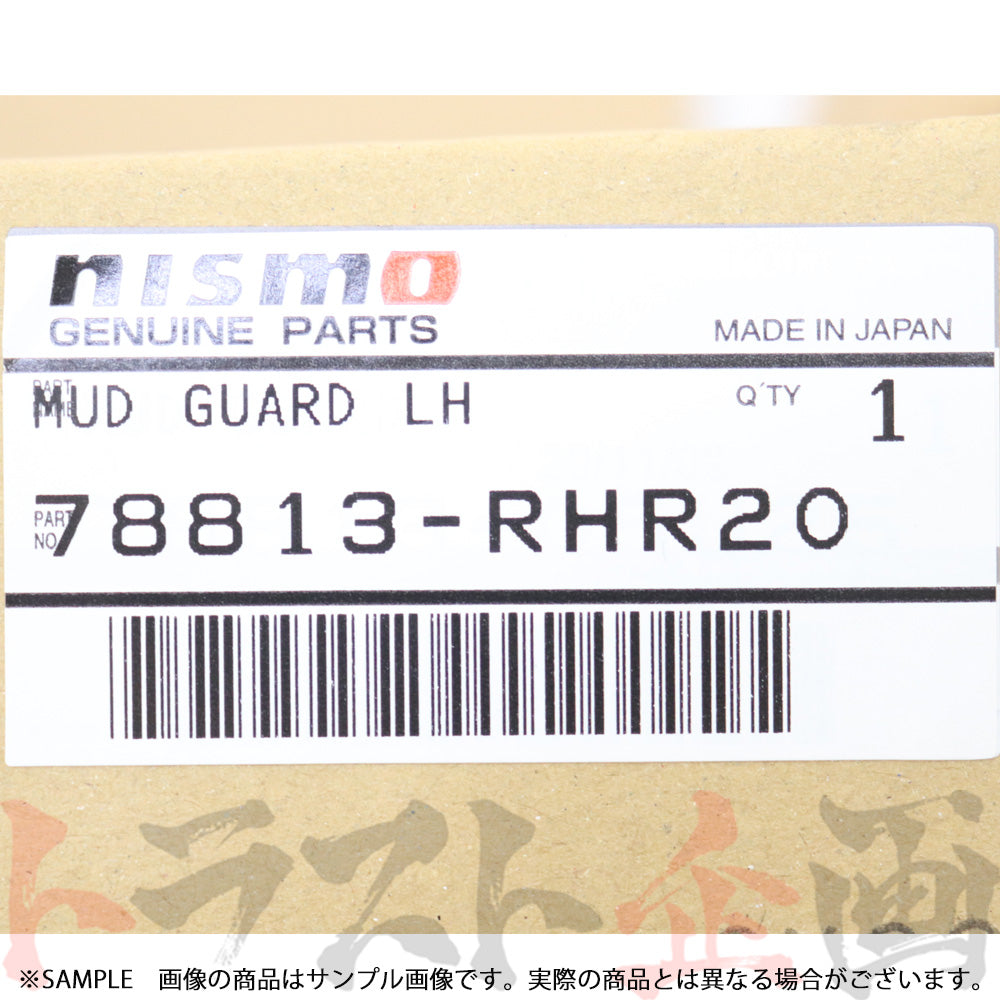 nismo
GENUINE PARTS
MADE IN JAPAN
PART NAME
MUD GUARD LH
Q'TY 1
PART NO.
78813-RHR20
トラスト企画
※SAMPLE 画像の商品はサンプル画像です。実際の商品とは異なる場合がございます。